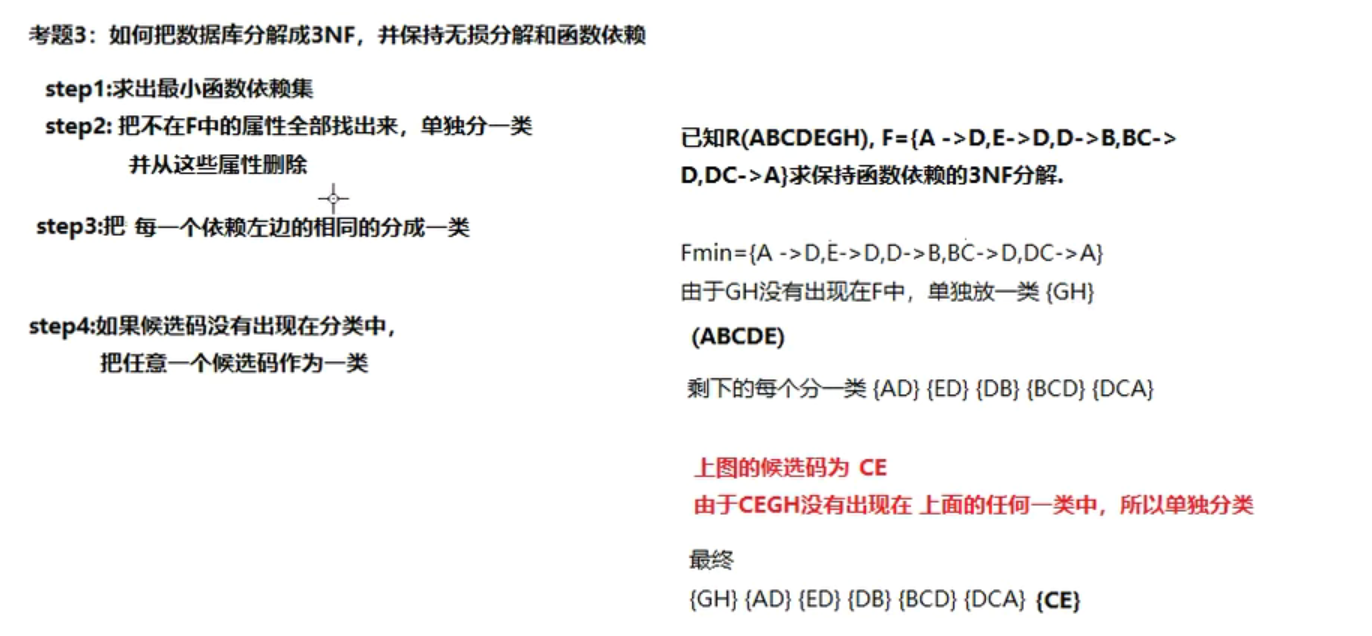 考题3：如何把数据库分解成3NF，并保持无损分解和函数依赖
step1:求出最小函数依赖集
step2: 把不在F中的属性全部找出来，单独分一类
并从这些属性删除
step3:把 每一个依赖左边的相同的分成一类
step4:如果候选码没有出现在分类中，
把任意一个候选码作为一类
已知R(ABCDEGH), F={A ->D,E->D,D->B,BC->
D,DC->A}求保持函数依赖的3NF分解.
Fmin={A ->D,E->D,D->B,BC->D,DC->A}
由于GH没有出现在F中，单独放一类 {GH}
(ABCDE)
剩下的每个分一类 {AD} {ED} {DB} {BCD} {DCA}
上图的候选码为 CE
由于CEGH没有出现在 上面的任何一类中，所以单独分类
最终
{GH} {AD} {ED} {DB} {BCD} {DCA} {CE}